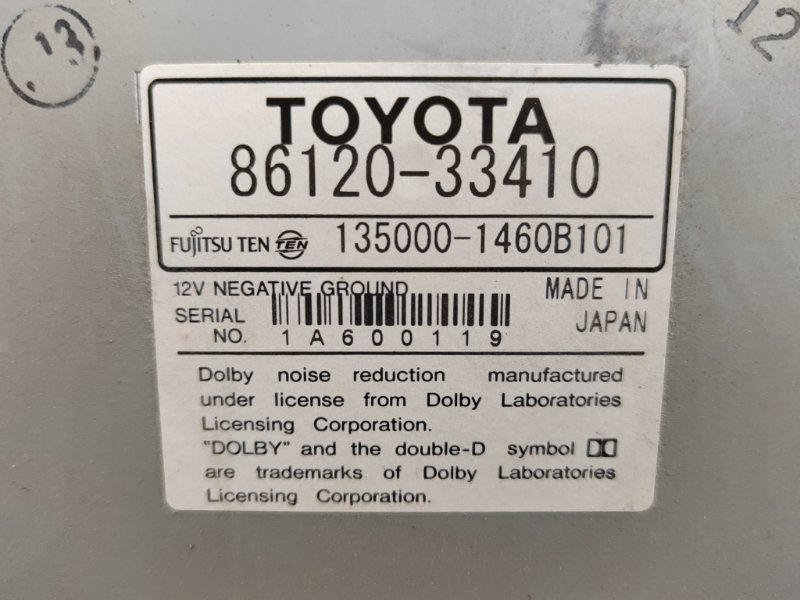 13
12
TOYOTA
86120-33410
FUJITSU TEN TEN 135000-1460B101
12V NEGATIVE GROUND MADE IN
SERIAL JAPAN
NO. 1A600119
Dolby noise reduction manufactured
under license from Dolby Laboratories
Licensing Corporation.
"DOLBY" and the double-D symbol
are trademarks of Dolby Laboratories
Licensing Corporation.